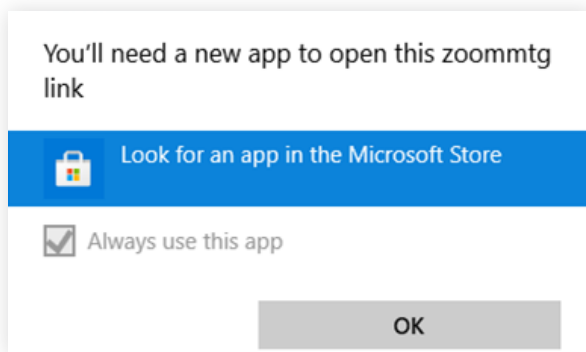 You’ll need a new app to open this zoommtg
link
Look for an app in the Microsoft Store
Always use this app
OK